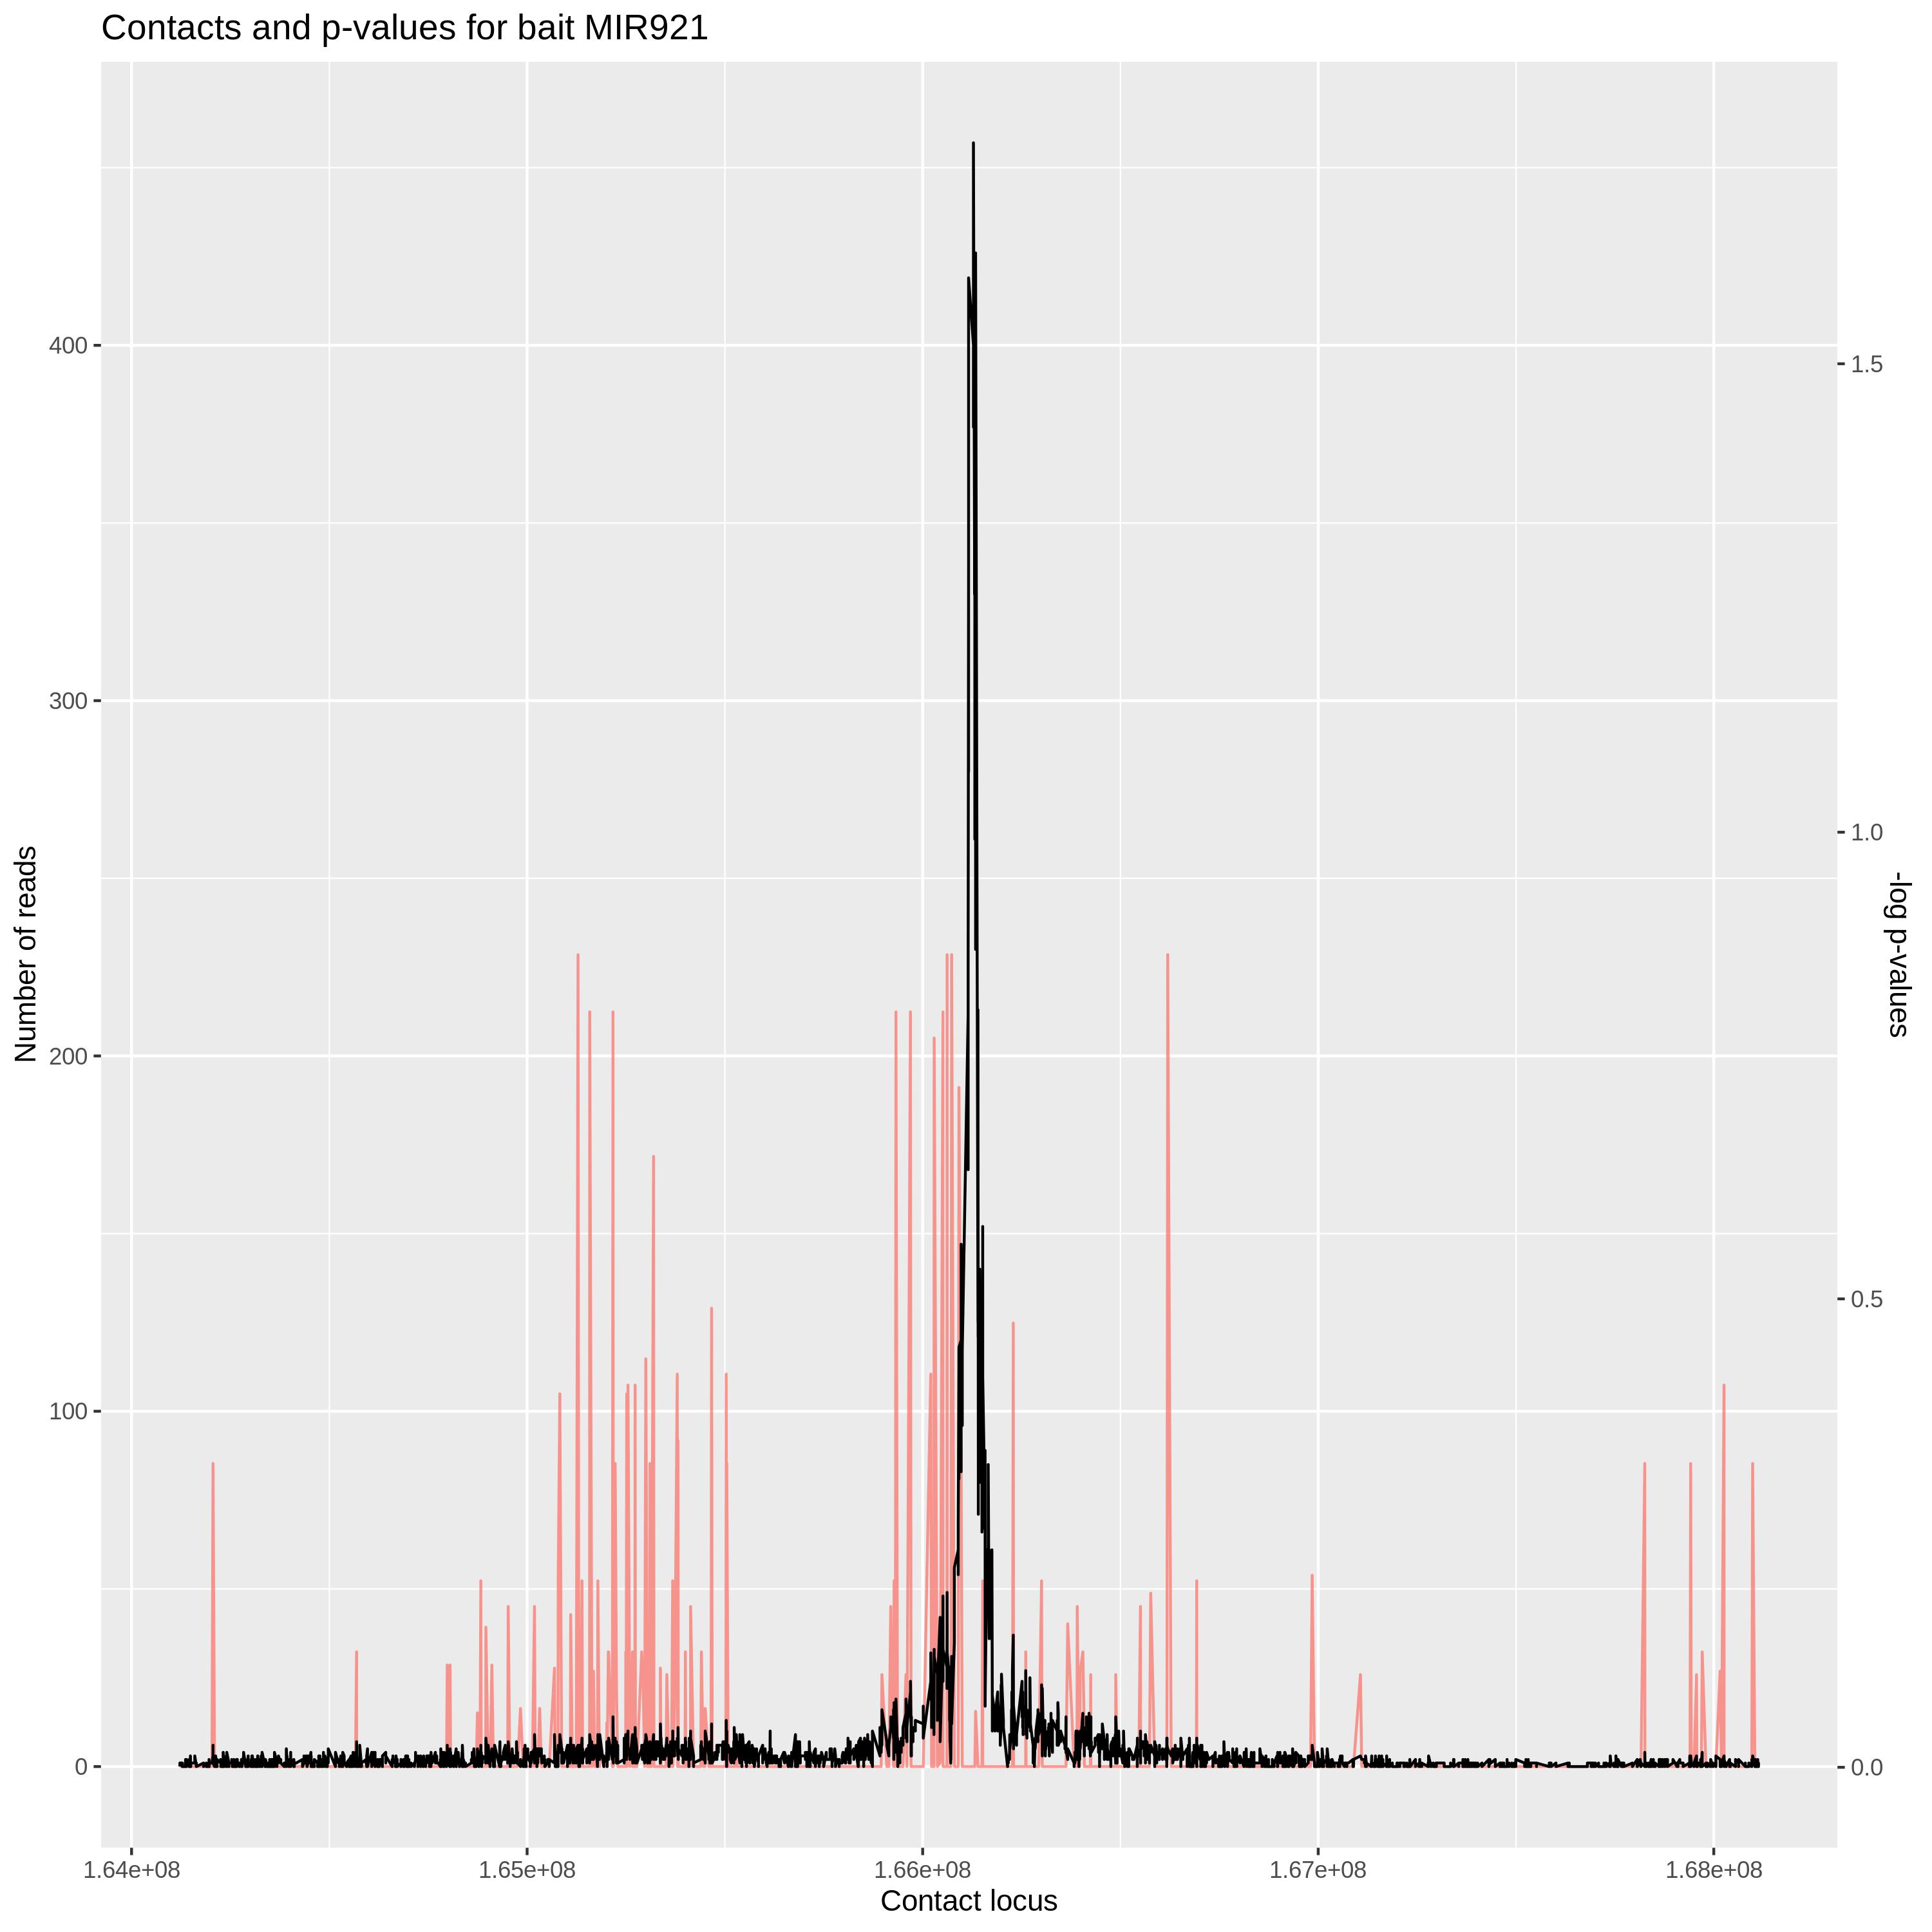 Contacts and p-values for bait MIR921
Number of reads
400
300
200
100
0
1.5
1.0
0.5
0.0
-log p-values
1.64e+08 1.65e+08 1.66e+08 1.67e+08 1.68e+08
Contact locus